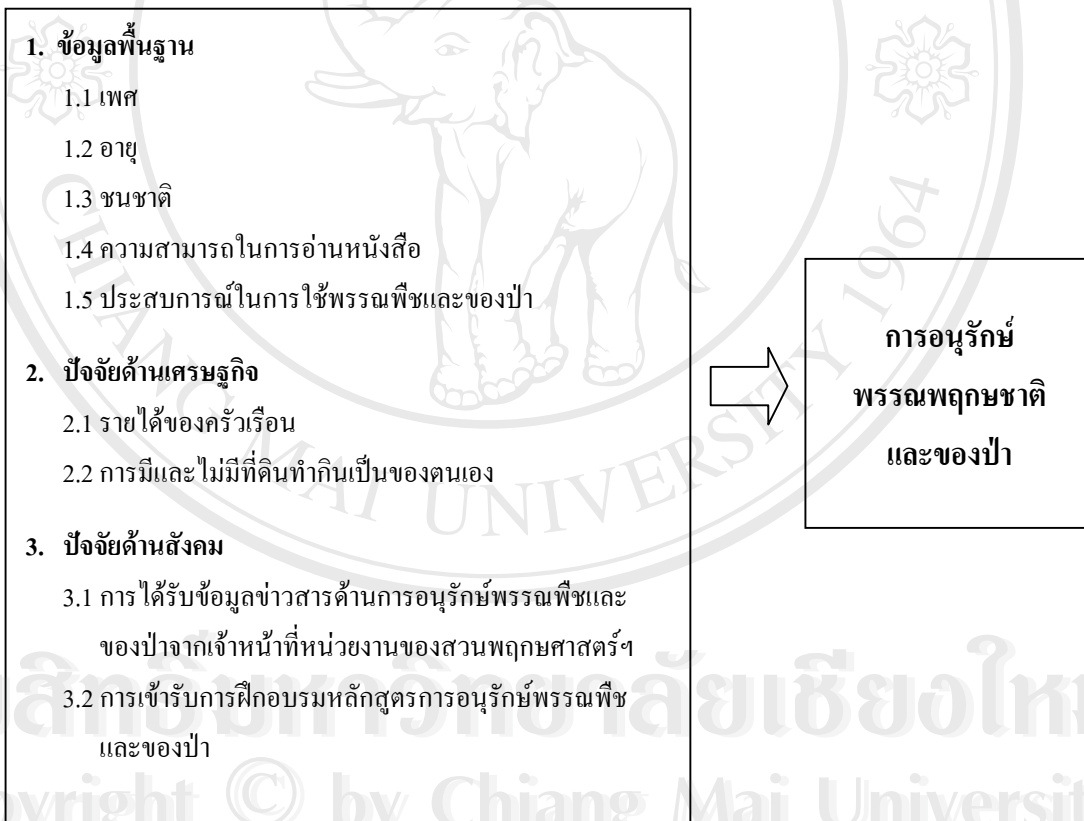 1. ข้อมูลพื้นฐาน
1.1 เพศ
1.2 อายุ
1.3 ชนชาติ
1.4 ความสามารถในการอ่านหนังสือ
1.5 ประสบการณ์ในการใช้พรรณพืชและของป่า
2. ปัจจัยด้านเศรษฐกิจ
2.1 รายได้ของครัวเรือน
2.2 การมีและไม่มีที่ดินทำกินเป็นของตนเอง
3. ปัจจัยด้านสังคม
3.1 การได้รับข้อมูลข่าวสารด้านการอนุรักษ์พรรณพืชและ
ของป่าจากเจ้าหน้าที่หน่วยงานของสวนพฤกษศาสตร์ฯ
3.2 การเข้ารับการฝึกอบรมหลักสูตรการอนุรักษ์พรรณพืช
และของป่า
การอนุรักษ์
พรรณพฤกษชาติ
และของป่า
CHIANG MAI UNIVERSITY 1964
by Chiang Mai